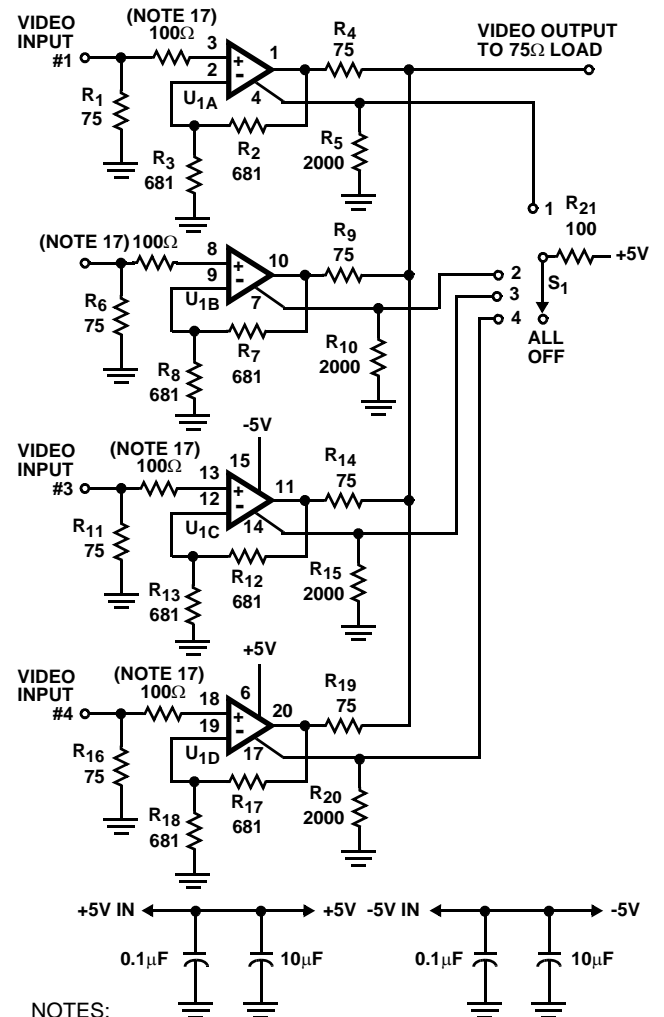 VIDEO
INPUT
#1
(NOTE 17)
100Ω
3
2
+
-
1
4
U1A
R1
75
R3
681
R2
681
R4
75
R5
2000
VIDEO OUTPUT
TO 75Ω LOAD
1
R21
100
+5V
S1
2
3
4
ALL
OFF
(NOTE 17) 100Ω
8
9
+
-
10
7
U1B
R6
75
R8
681
R7
681
R9
75
R10
2000
VIDEO
INPUT
#3
(NOTE 17)
100Ω
-5V
15
13
12
+
-
11
14
U1C
R11
75
R13
681
R12
681
R14
75
R15
2000
VIDEO
INPUT
#4
(NOTE 17)
100Ω
+5V
6
18
19
+
-
20
17
U1D
R16
75
R18
681
R17
681
R19
75
R20
2000
+5V IN
+5V
0.1μF
10μF
-5V IN
-5V
0.1μF
10μF
NOTES: